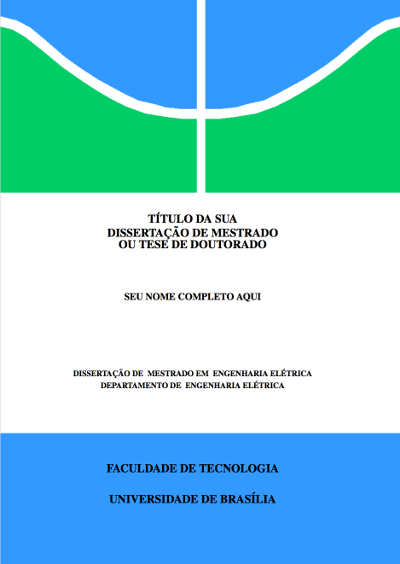 TÍTULO DA SUA
DISSERTAÇÃO DE MESTRADO
OU TESE DE DOUTORADO
SEU NOME COMPLETO AQUI
DISSERTAÇÃO DE MESTRADO EM ENGENHARIA ELÉTRICA
DEPARTAMENTO DE ENGENHARIA ELÉTRICA
FACULDADE DE TECNOLOGIA
UNIVERSIDADE DE BRASÍLIA